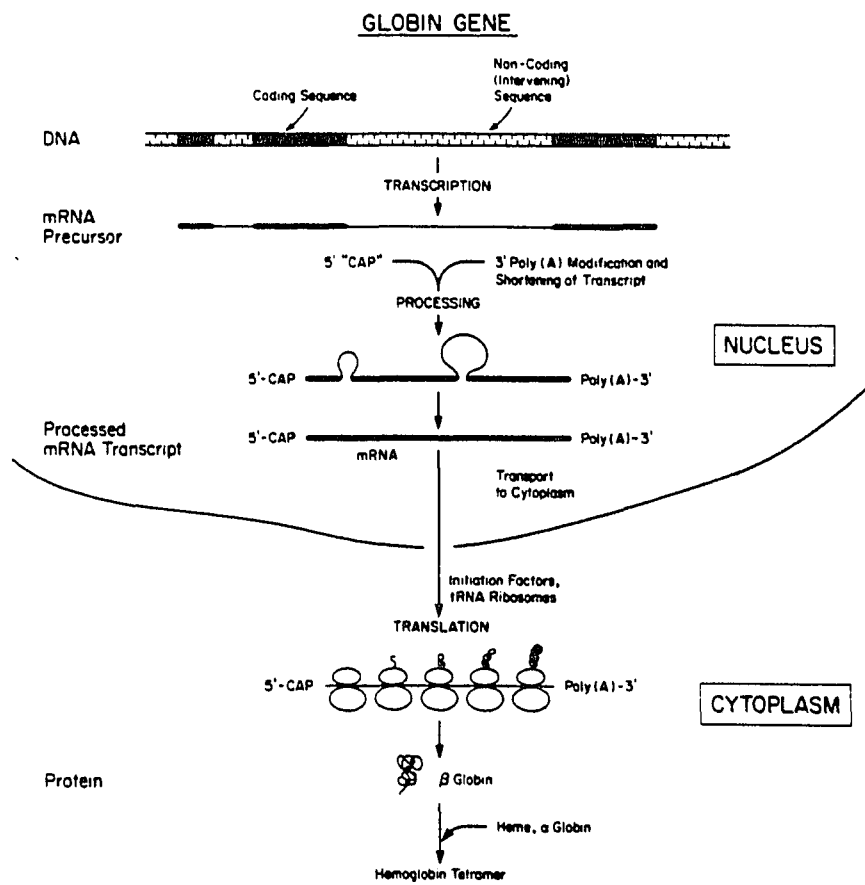 GLOBIN GENE
Non-Coding
(Intervening)
Sequence
Coding Sequence
DNA
TRANSCRIPTION
mRNA
Precursor
5' "CAP"
3' Poly (A) Modification and
Shortening of Transcript
PROCESSING
NUCLEUS
5'-CAP
Poly(A)-3'
Processed
mRNA Transcript
5'-CAP
Poly(A)-3'
mRNA
Transport
to Cytoplasm
Initiation Factors,
tRNA Ribosomes
TRANSLATION
5'-CAP
Poly(A)-3'
CYTOPLASM
Protein
β Globin
Heme, α Globin
Hemoglobin Tetramer